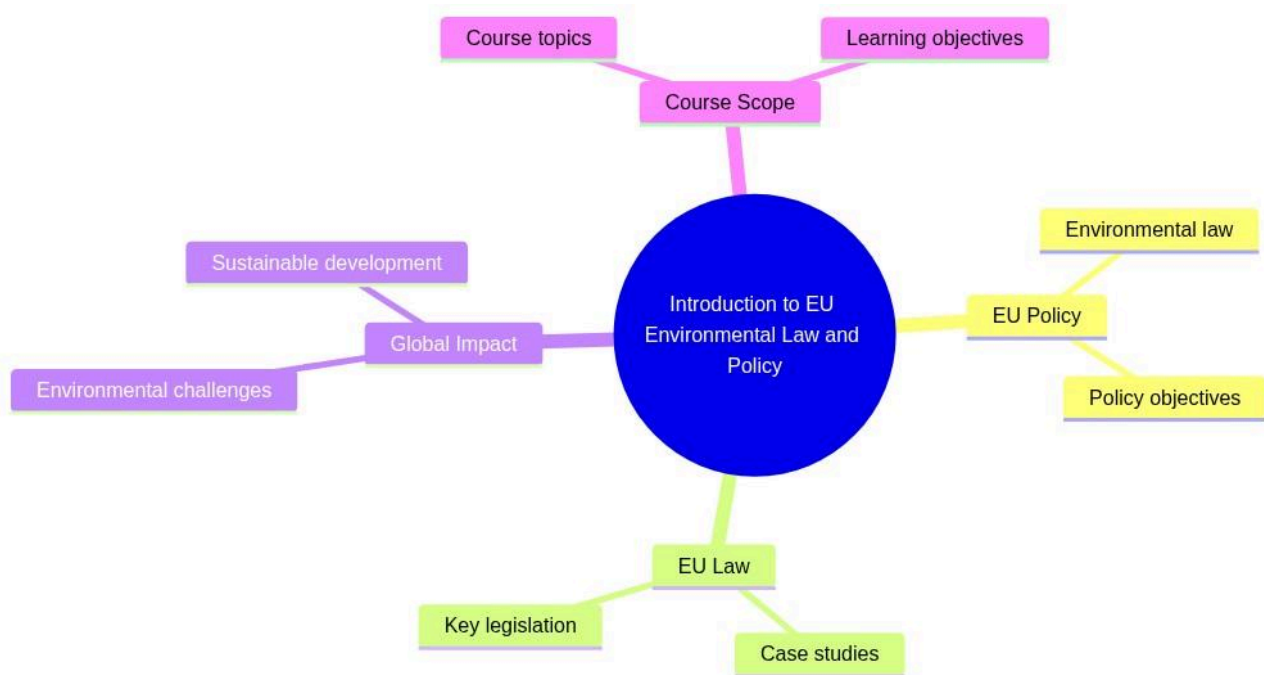 Course topics
Learning objectives
Course Scope
Environmental law
Sustainable development
Introduction to EU
Environmental Law and
Policy
EU Policy
Global Impact
Environmental challenges
Policy objectives
EU Law
Key legislation
Case studies